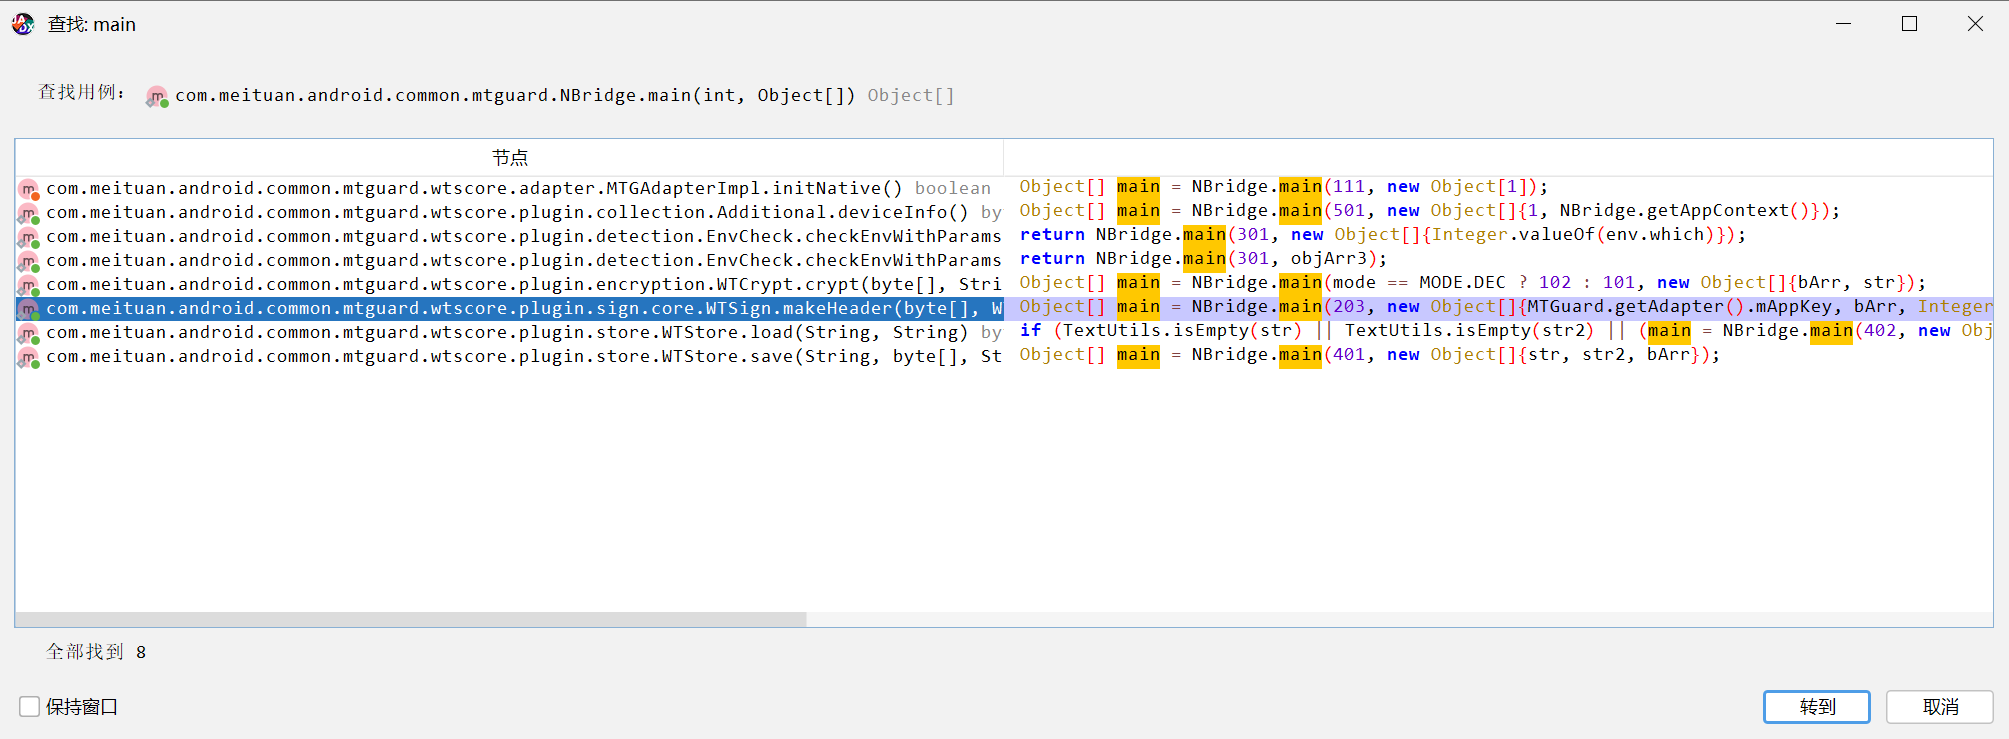 查找: main
查找用例: com.meituan.android.common.mtguard.NBridge.main(int, Object[]) Object[]
节点
com.meituan.android.common.mtguard.wtscore.adapter.MTGAdapterImpl.initNative() boolean Object[] main = NBridge.main(111, new Object[1]);
com.meituan.android.common.mtguard.wtscore.plugin.collection.Additional.deviceInfo() by Object[] main = NBridge.main(501, new Object[]{1, NBridge.getAppContext()});
com.meituan.android.common.mtguard.wtscore.plugin.detection.EnvCheck.checkEnvWithParams return NBridge.main(301, new Object[]{Integer.valueOf(env.which)});
com.meituan.android.common.mtguard.wtscore.plugin.detection.EnvCheck.checkEnvWithParams return NBridge.main(301, objArr3);
com.meituan.android.common.mtguard.wtscore.plugin.encryption.WTCrypt.crypt(byte[], Stri Object[] main = NBridge.main(mode == MODE.DEC ? 102 : 101, new Object[]{bArr, str});
com.meituan.android.common.mtguard.wtscore.plugin.sign.core.WTSign.makeHeader(byte[], W Object[] main = NBridge.main(203, new Object[]{MTGuard.getAdapter().mAppKey, bArr, Integer
com.meituan.android.common.mtguard.wtscore.plugin.store.WTStore.load(String, String) by if (TextUtils.isEmpty(str) || TextUtils.isEmpty(str2) || (main = NBridge.main(402, new Obj
com.meituan.android.common.mtguard.wtscore.plugin.store.WTStore.save(String, byte[], St Object[] main = NBridge.main(401, new Object[]{str, str2, bArr});
全部找到 8
保持窗口
转到
取消